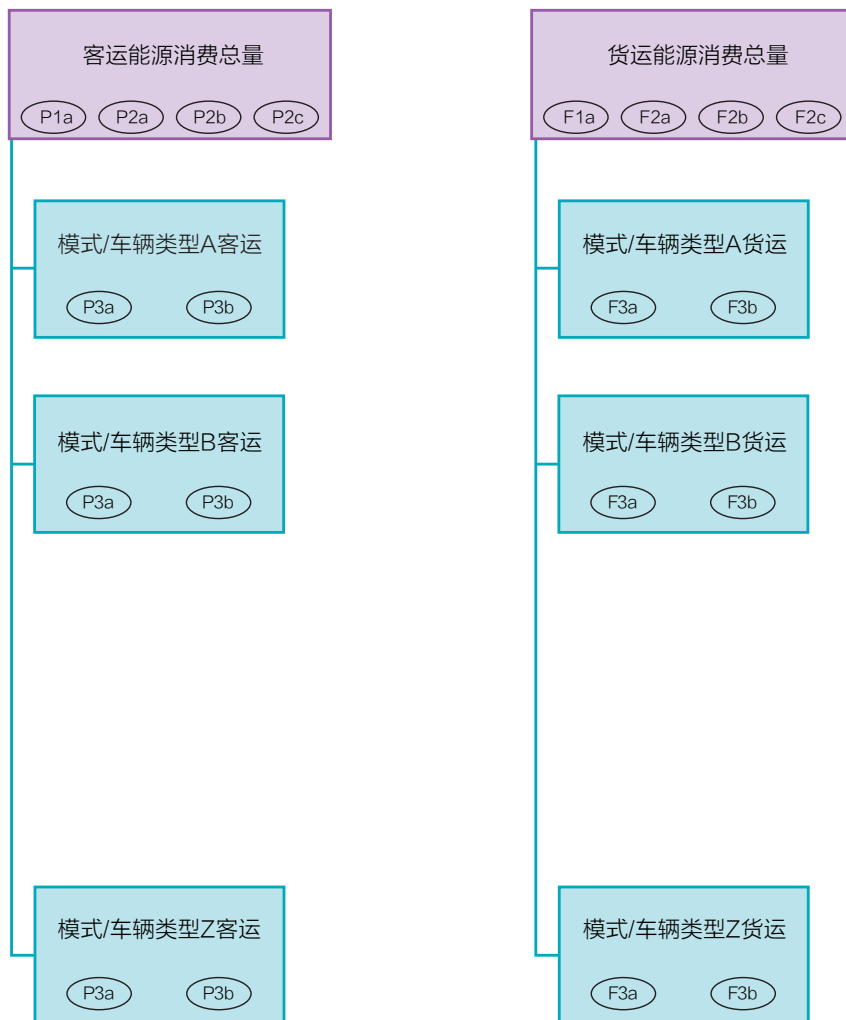 客运能源消费总量
P1a P2a P2b P2c
模式/车辆类型A客运
P3a P3b
模式/车辆类型B客运
P3a P3b
模式/车辆类型Z客运
P3a P3b
货运能源消费总量
F1a F2a F2b F2c
模式/车辆类型A货运
F3a F3b
模式/车辆类型B货运
F3a F3b
模式/车辆类型Z货运
F3a F3b